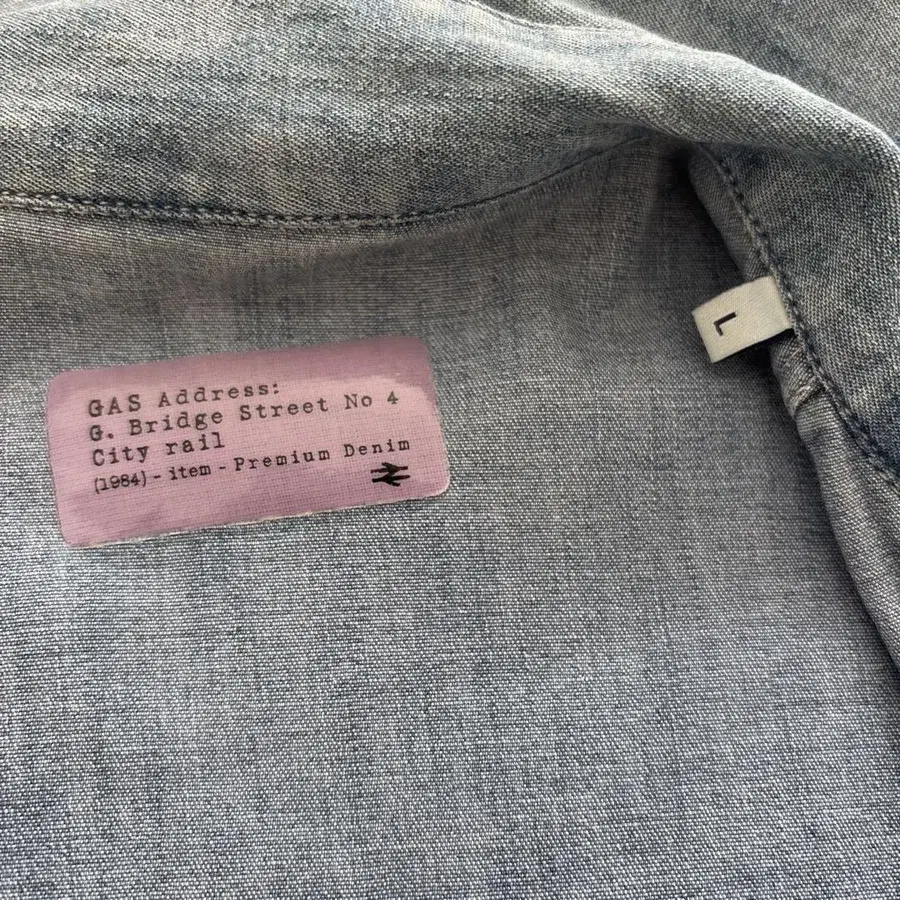 GAS Address:
G. Bridge Street No 4
City rail
(1984) - item - Premium Denim
L